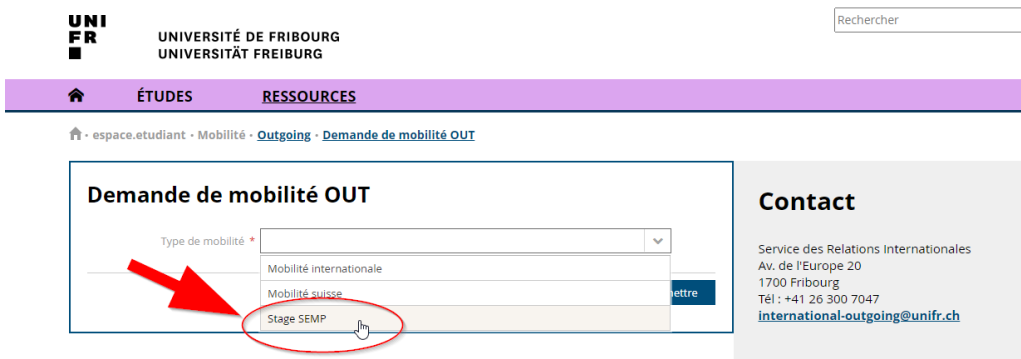 UNI
FR
UNIVERSITÉ DE FRIBOURG
UNIVERSITÄT FREIBURG
Rechercher
ÉTUDES RESSOURCES
espace.etudiant • Mobilité • Outgoing • Demande de mobilité OUT
Demande de mobilité OUT
Type de mobilité *
Mobilité internationale
Mobilité suisse
Stage SEMP
Contact
Service des Relations Internationales
Av. de l'Europe 20
1700 Fribourg
Tél : +41 26 300 7047
international-outgoing@unifr.ch